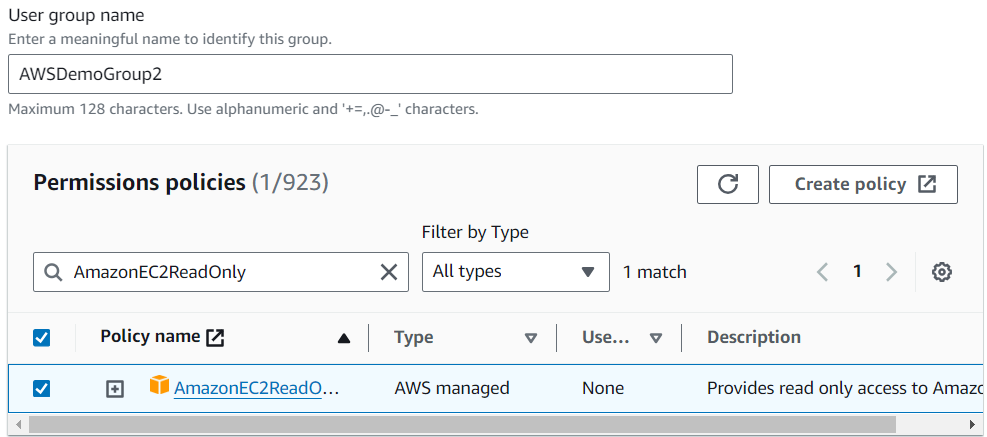 User group name
Enter a meaningful name to identify this group.
AWSDemoGroup2
Maximum 128 characters. Use alphanumeric and '+=,.@-_' characters.
Permissions policies (1/923)
Create policy
Filter by Type
AmazonEC2ReadOnly
All types
1 match
1
Policy name
Type
Use...
Description
AmazonEC2ReadO...
AWS managed
None
Provides read only access to Amazo